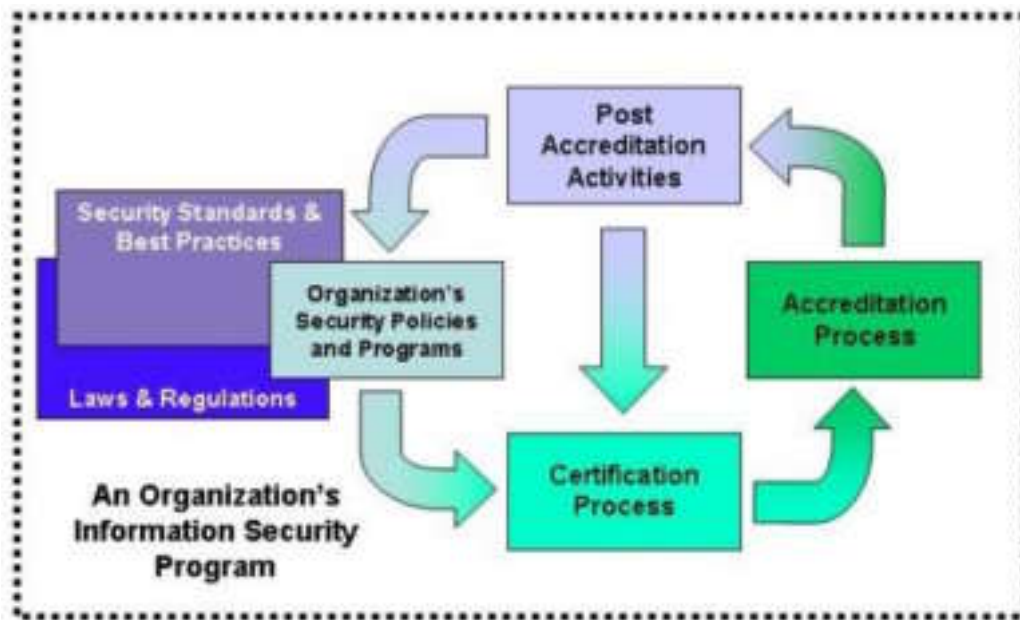 Post
Accreditation
Activities
Security Standards &
Best Practices
Organization's
Security Policies
and Programs
Accreditation
Process
Laws & Regulations
Certification
Process
An Organization's
Information Security
Program